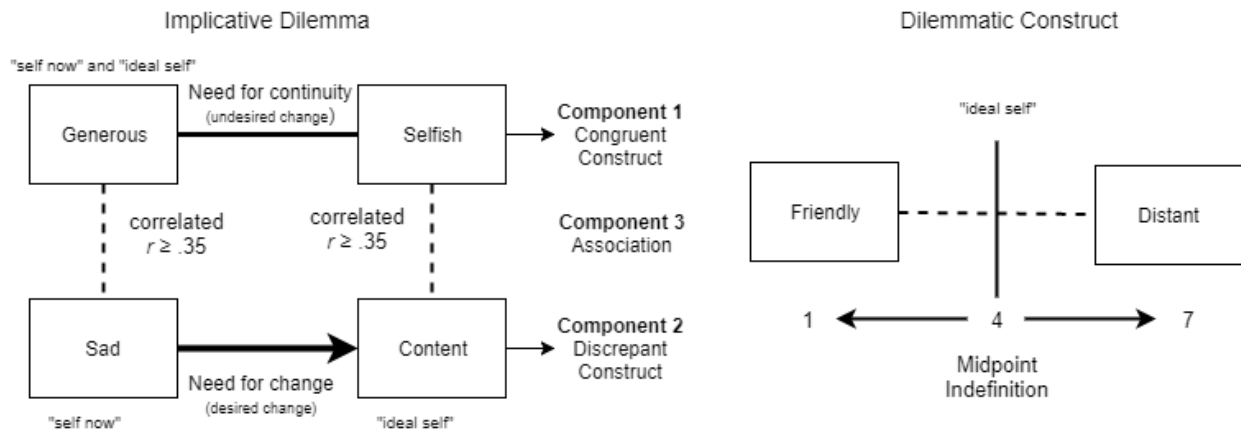 Implicative Dilemma
"self now" and "ideal self"
Generous
Need for continuity
(undesired change)
Selfish
Component 1
Congruent
Construct
correlated
r ≥ .35
correlated
r ≥ .35
Component 3
Association
Sad
Need for change
(desired change)
Content
Component 2
Discrepant
Construct
"self now"
"ideal self"
Dilemmatic Construct
"ideal self"
Friendly
Distant
1
4
7
Midpoint
Indefinition